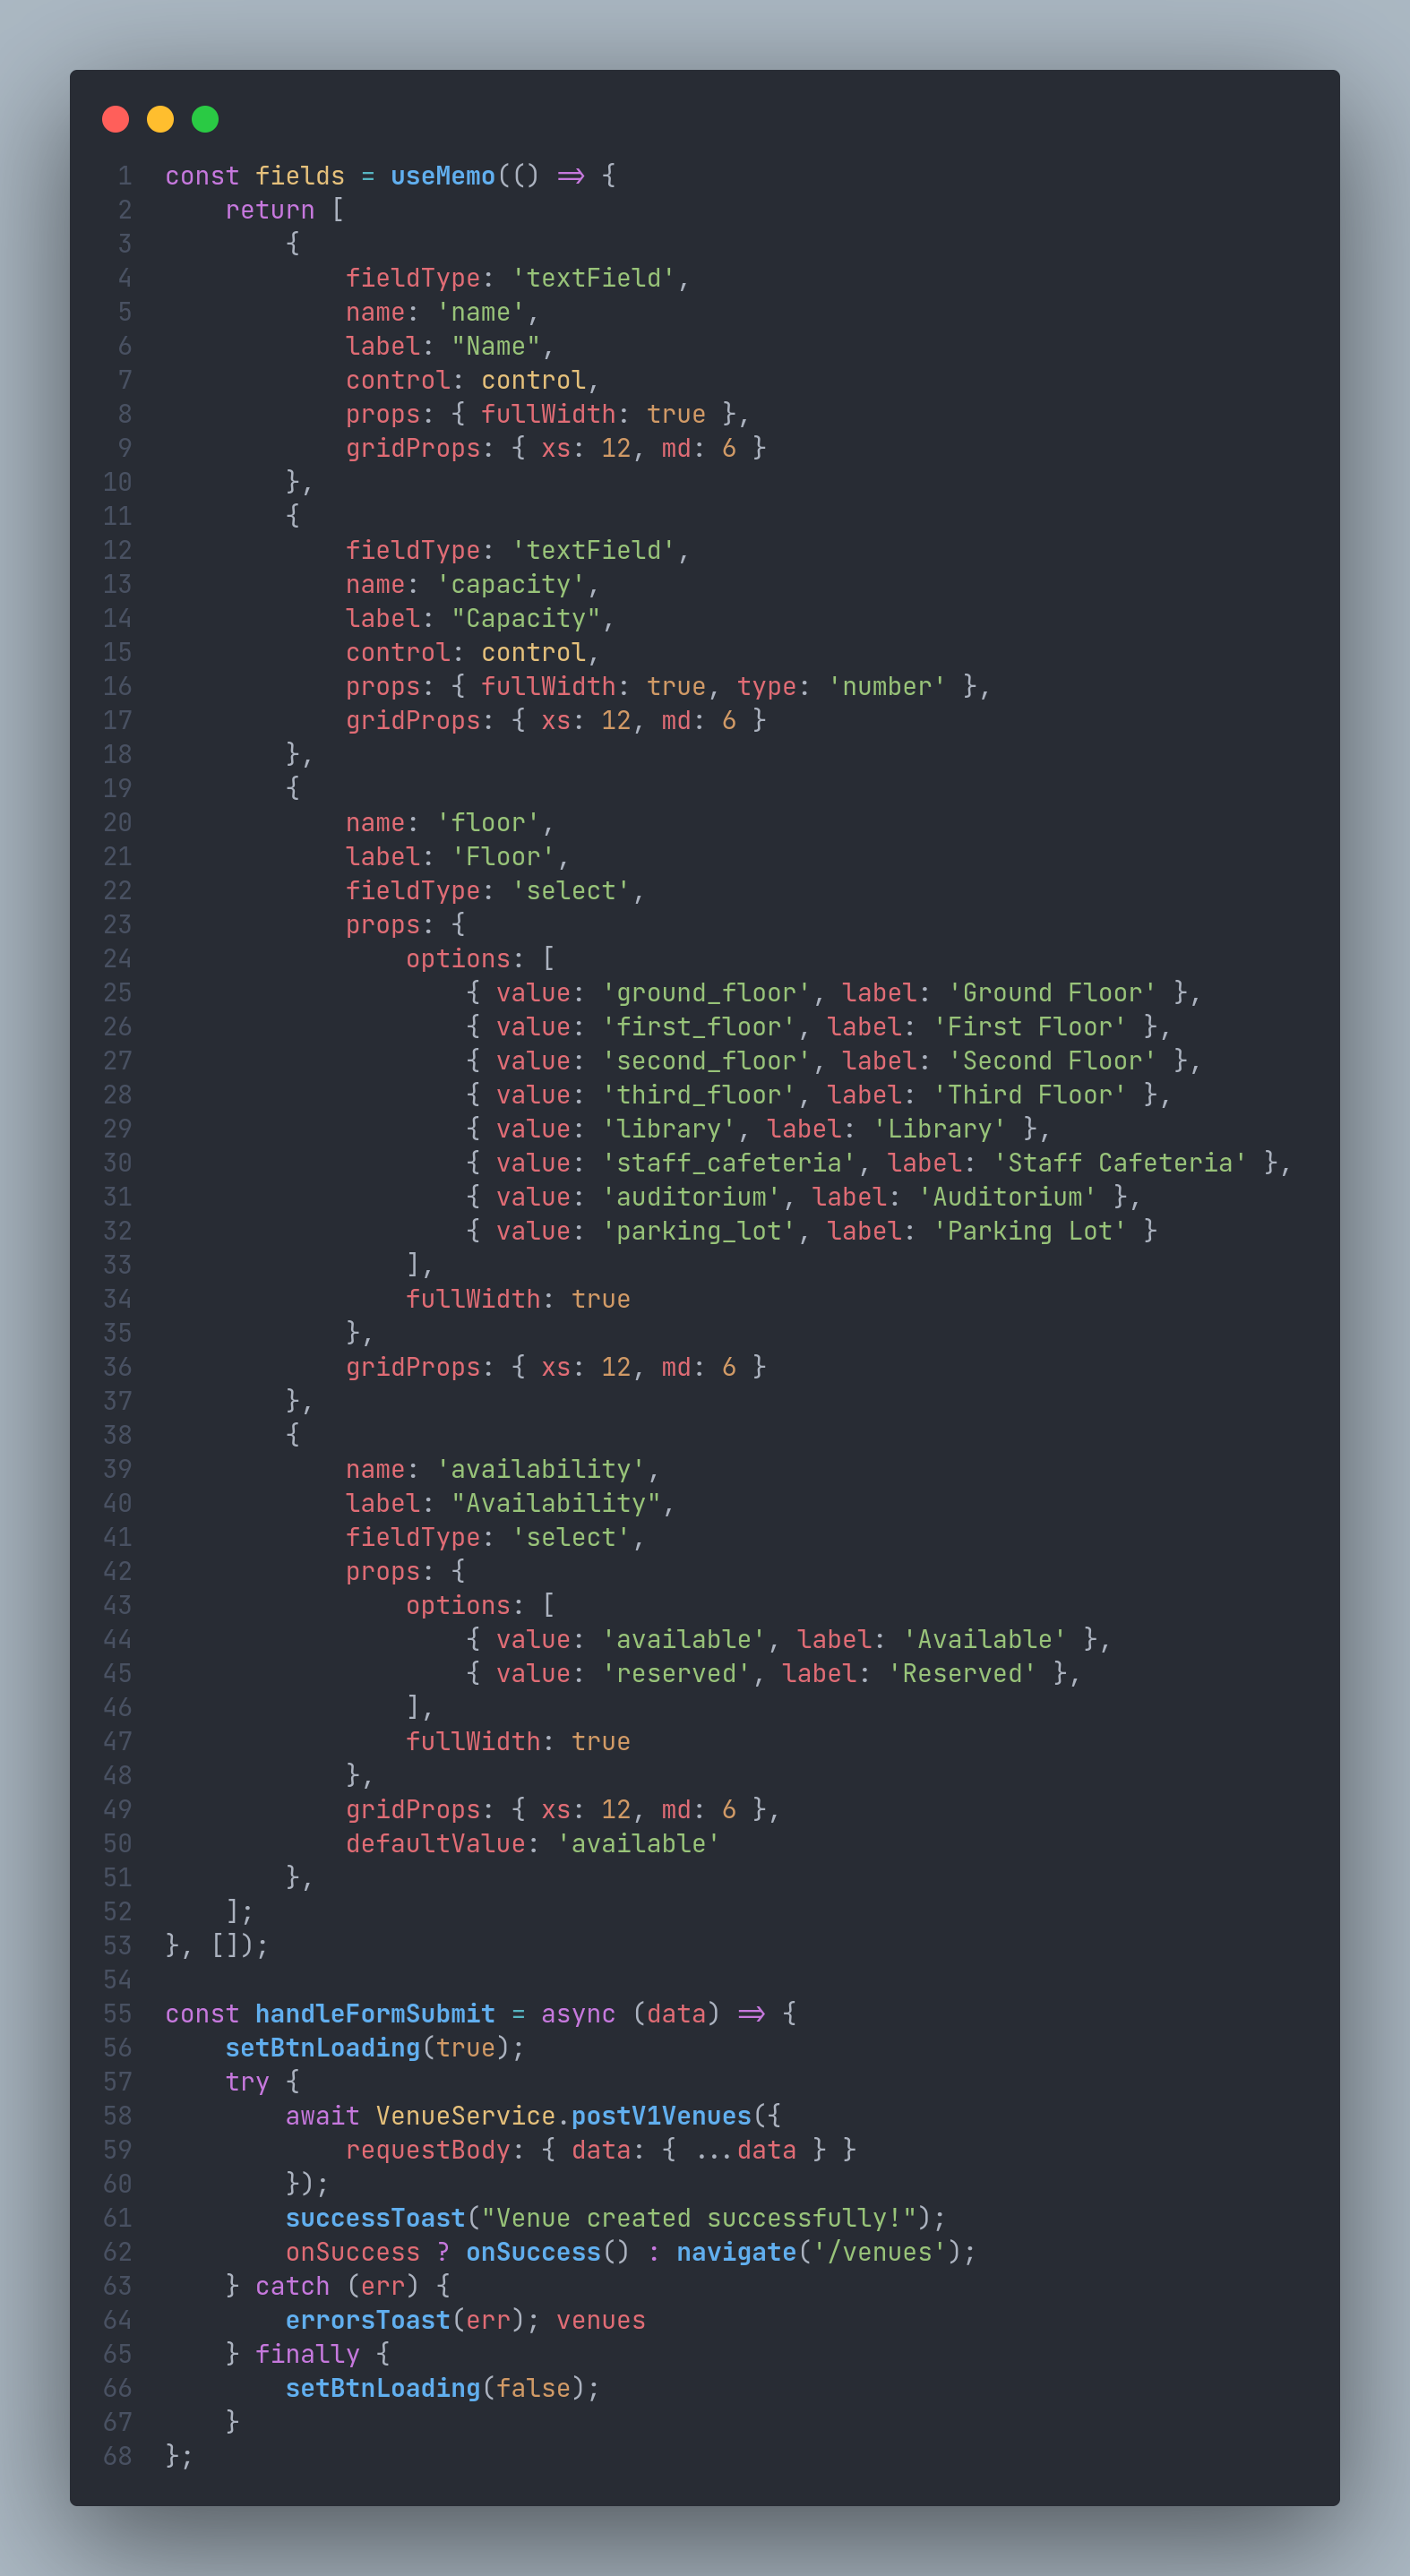 1 const fields = useMemo(() => {
2     return [
3         {
4             fieldType: 'textField',
5             name: 'name',
6             label: "Name",
7             control: control,
8             props: { fullWidth: true },
9             gridProps: { xs: 12, md: 6 }
10         },
11         {
12             fieldType: 'textField',
13             name: 'capacity',
14             label: "Capacity",
15             control: control,
16             props: { fullWidth: true, type: 'number' },
17             gridProps: { xs: 12, md: 6 }
18         },
19         {
20             name: 'floor',
21             label: 'Floor',
22             fieldType: 'select',
23             props: {
24                 options: [
25                     { value: 'ground_floor', label: 'Ground Floor' },
26                     { value: 'first_floor', label: 'First Floor' },
27                     { value: 'second_floor', label: 'Second Floor' },
28                     { value: 'third_floor', label: 'Third Floor' },
29                     { value: 'library', label: 'Library' },
30                     { value: 'staff_cafeteria', label: 'Staff Cafeteria' },
31                     { value: 'auditorium', label: 'Auditorium' },
32                     { value: 'parking_lot', label: 'Parking Lot' }
33                 ],
34                 fullWidth: true
35             },
36             gridProps: { xs: 12, md: 6 }
37         },
38         {
39             name: 'availability',
40             label: "Availability",
41             fieldType: 'select',
42             props: {
43                 options: [
44                     { value: 'available', label: 'Available' },
45                     { value: 'reserved', label: 'Reserved' },
46                 ],
47                 fullWidth: true
48             },
49             gridProps: { xs: 12, md: 6 },
50             defaultValue: 'available'
51         },
52     ];
53 }, []);
54
55 const handleFormSubmit = async (data) => {
56     setBtnLoading(true);
57     try {
58         await VenueService.postV1Venues({
59             requestBody: { data: { ...data } }
60         });
61         successToast("Venue created successfully!");
62         onSuccess ? onSuccess() : navigate('/venues');
63     } catch (err) {
64         errorsToast(err); venues
65     } finally {
66         setBtnLoading(false);
67     }
68 };